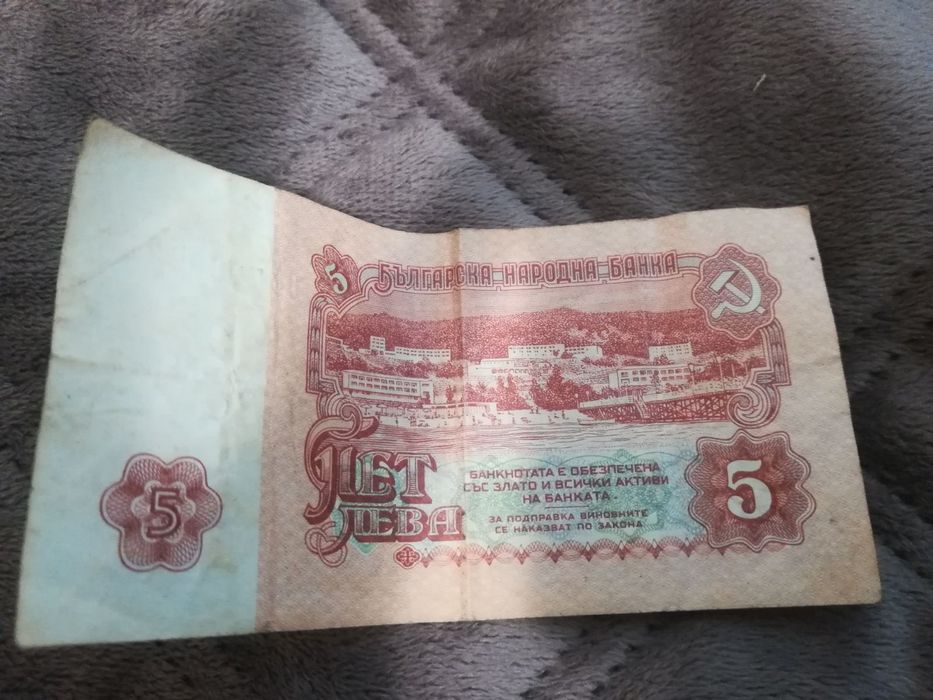 5
БЪЛГАРСКА НАРОДНА БАНКА
ПЕТ
ЛЕВА
БАНКНОТАТА Е ОБЕЗПЕЧЕНА
СЪС ЗЛАТО И ВСИЧКИ АКТИВИ
НА БАНКАТА.
ЗА ПОДПРАВКА ВИНОВНИТЕ
СЕ НАКАЗВАТ ПО ЗАКОНА
5
5